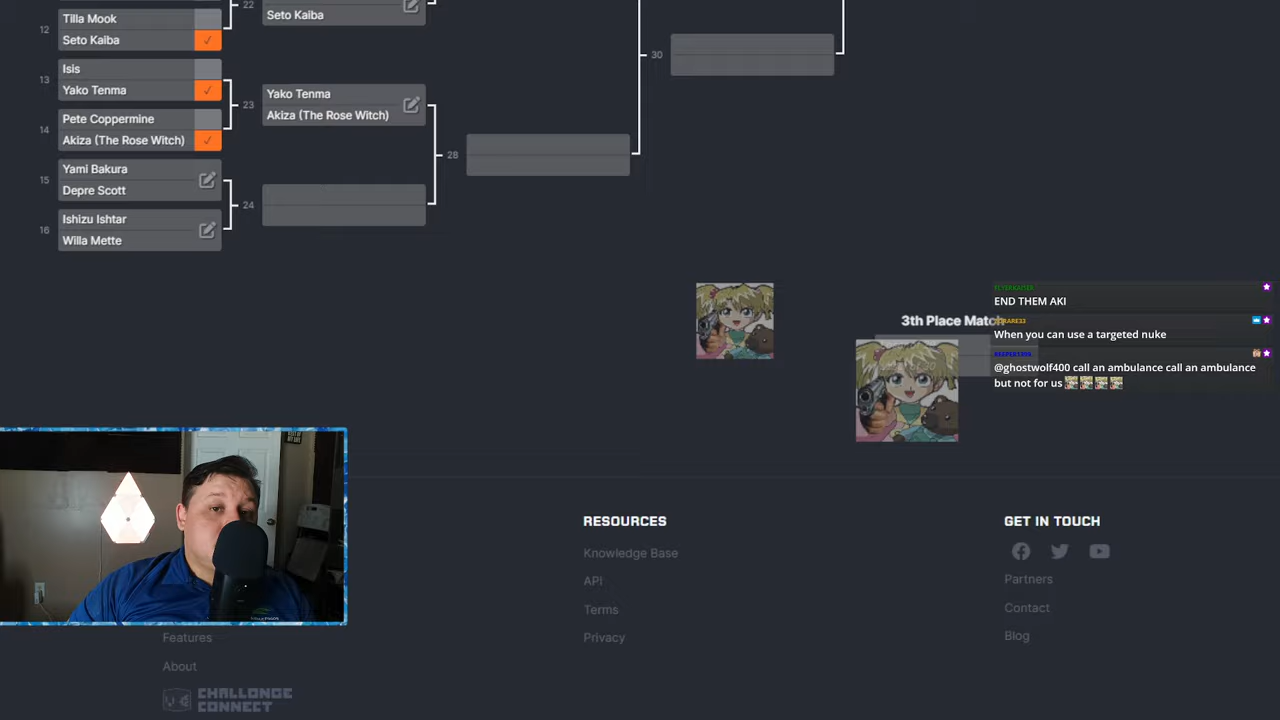 Tilla Mook
12
Seto Kaiba
22
Seto Kaiba
30
Isis
13
Yako Tenma
23
Yako Tenma
Akiza (The Rose Witch)
Pete Coppermine
14
Akiza (The Rose Witch)
28
Yami Bakura
15
Depre Scott
24
Ishizu Ishtar
16
Willa Mette
3th Place Match
END THEM AKI
When you can use a targeted nuke
@ghostwolf400 call an ambulance call an ambulance
but not for us
RESOURCES
Knowledge Base
API
Terms
Privacy
GET IN TOUCH
Partners
Contact
Blog
Features
About
CHALLONGE
CONNECT